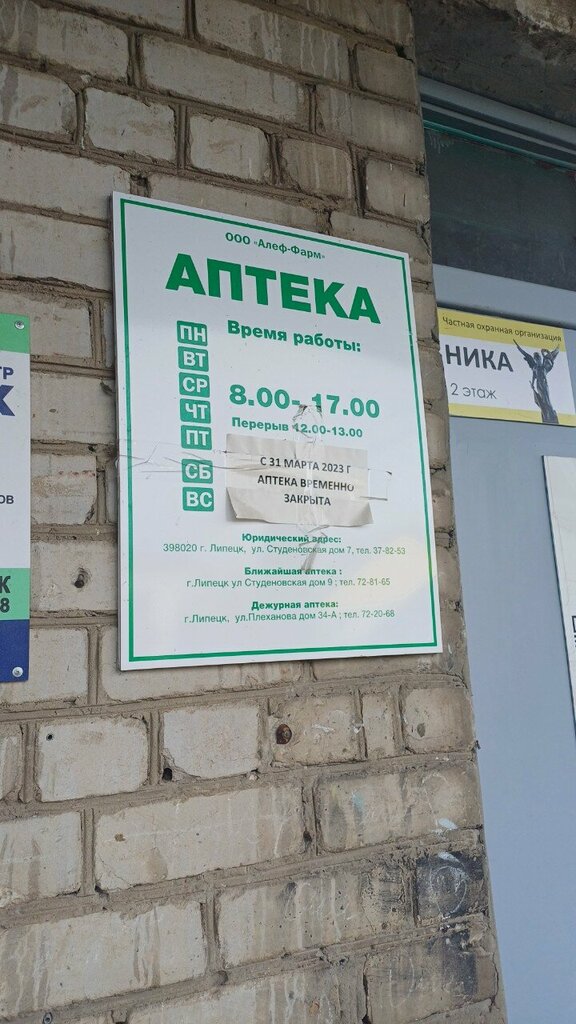 ООО «Алеф-Фарм»
АПТЕКА
Время работы:
ПН
ВТ
СР
ЧТ
ПТ
СБ
ВС
8.00-17.00
Перерыв 12.00-13.00
С 31 МАРТА 2023 Г
АПТЕКА ВРЕМЕННО
ЗАКРЫТА
Юридический адрес:
398020 г. Липецк, ул. Студеновская дом 7, тел. 37-82-53
Ближайшая аптека :
г.Липецк ул Студеновская дом 9 ; тел. 72-81-65
Дежурная аптека:
г.Липецк, ул.Плеханова дом 34-А ; тел. 72-20-68
Частная охранная организация
НИКА
2 этаж